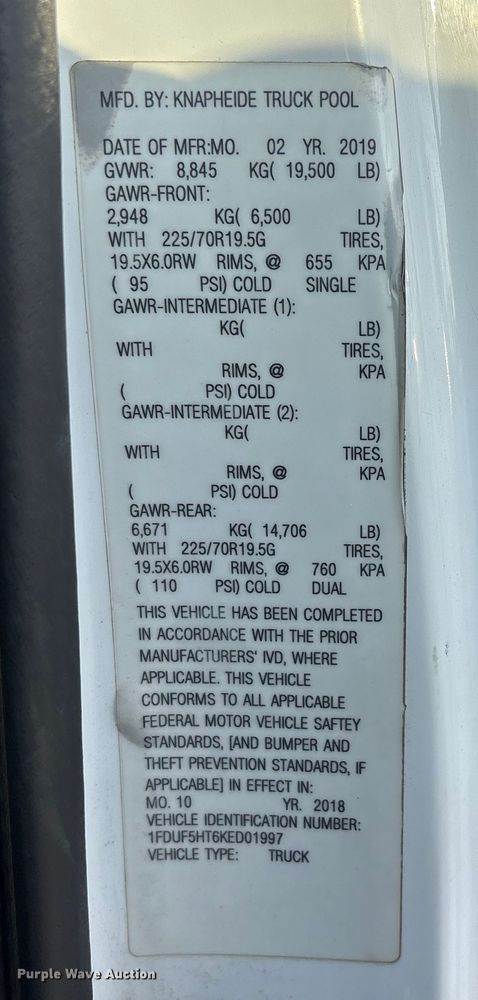 MFD. BY: KNAPHEIDE TRUCK POOL
DATE OF MFR:MO. 02 YR. 2019
GVWR: 8,845 KG( 19,500 LB)
GAWR-FRONT:
2,948 KG( 6,500 LB)
WITH 225/70R19.5G TIRES,
19.5X6.0RW RIMS, @ 655 KPA
( 95 PSI) COLD SINGLE
GAWR-INTERMEDIATE (1):
KG( LB)
WITH TIRES,
RIMS, @ KPA
( PSI) COLD
GAWR-INTERMEDIATE (2):
KG( LB)
WITH TIRES,
RIMS, @ KPA
( PSI) COLD
GAWR-REAR:
6,671 KG( 14,706 LB)
WITH 225/70R19.5G TIRES,
19.5X6.0RW RIMS, @ 760 KPA
( 110 PSI) COLD DUAL
THIS VEHICLE HAS BEEN COMPLETED
IN ACCORDANCE WITH THE PRIOR
MANUFACTURERS' IVD, WHERE
APPLICABLE. THIS VEHICLE
CONFORMS TO ALL APPLICABLE
FEDERAL MOTOR VEHICLE SAFTEY
STANDARDS, [AND BUMPER AND
THEFT PREVENTION STANDARDS, IF
APPLICABLE] IN EFFECT IN:
MO. 10 YR. 2018
VEHICLE IDENTIFICATION NUMBER:
1FDUF5HT6KED01997
VEHICLE TYPE: TRUCK
Purple Wave Auction